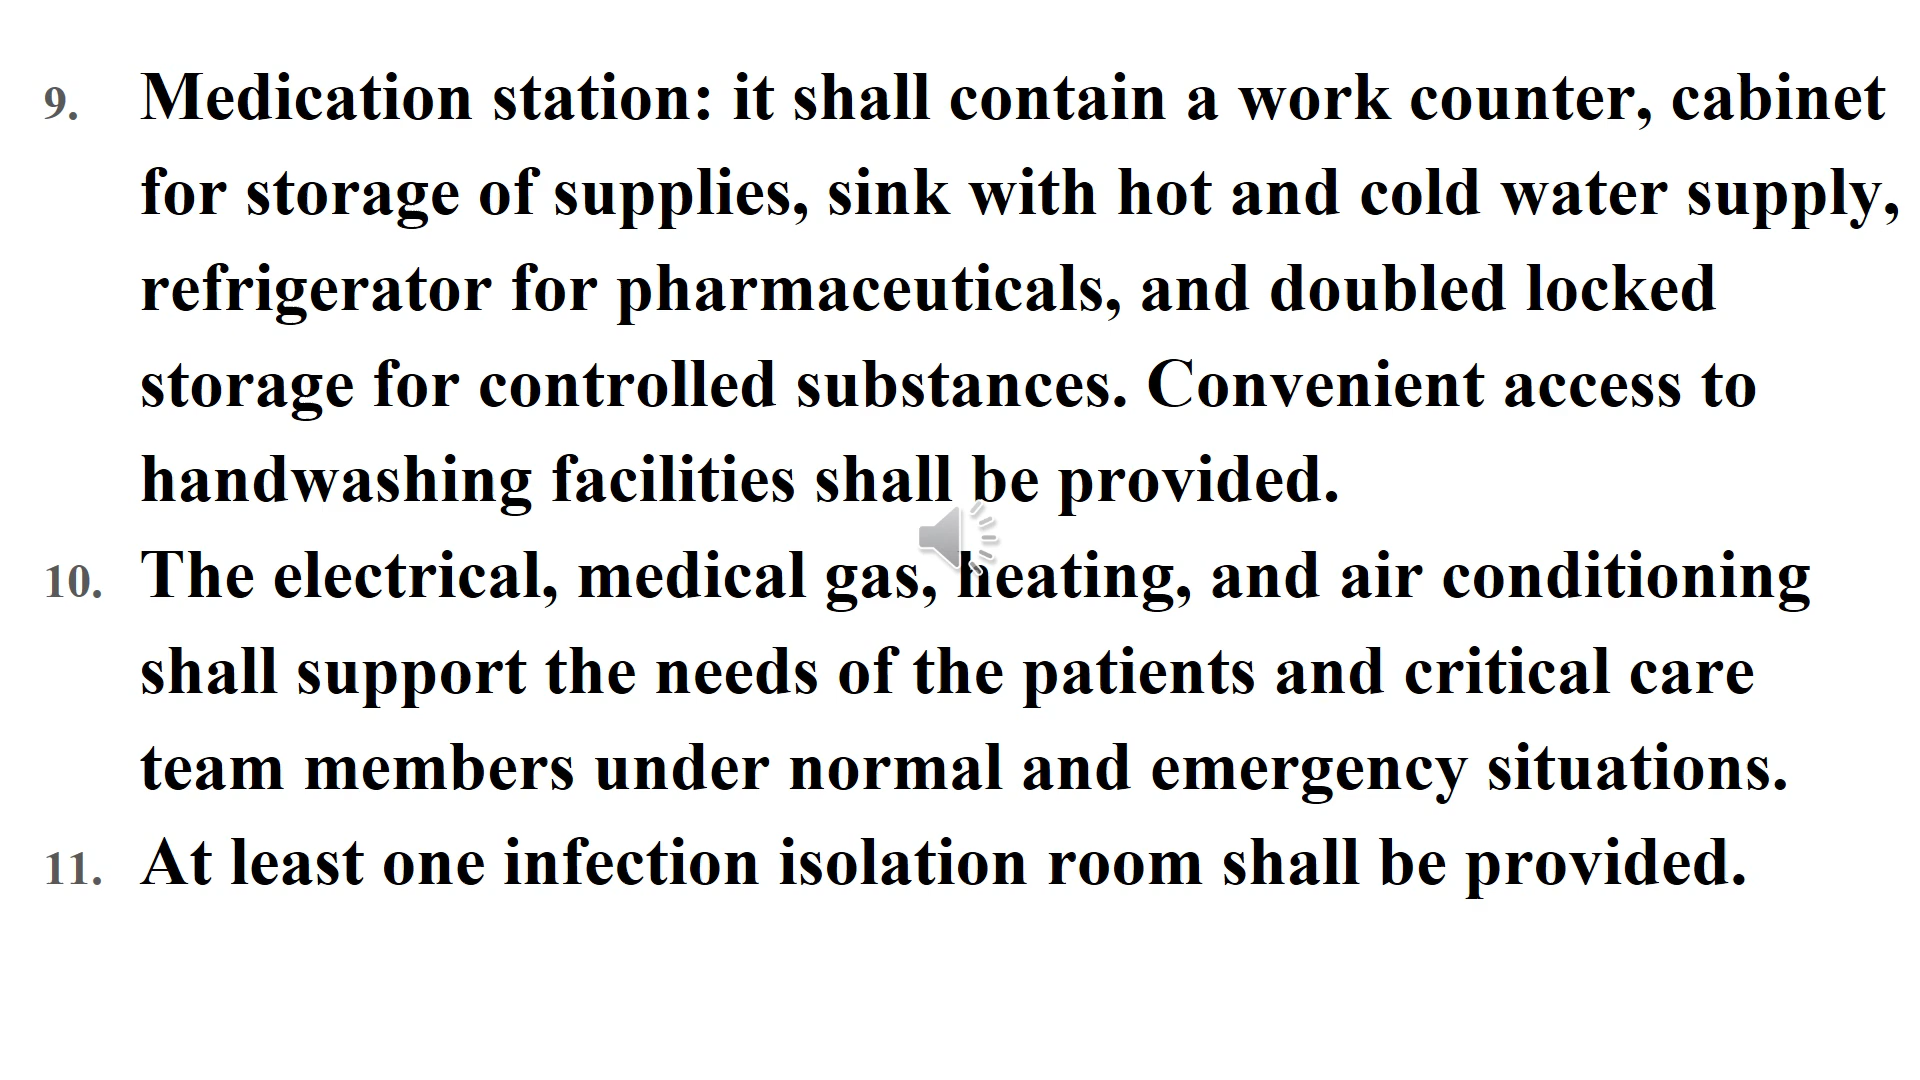 9. Medication station: it shall contain a work counter, cabinet
for storage of supplies, sink with hot and cold water supply,
refrigerator for pharmaceuticals, and doubled locked
storage for controlled substances. Convenient access to
handwashing facilities shall be provided.
10. The electrical, medical gas, heating, and air conditioning
shall support the needs of the patients and critical care
team members under normal and emergency situations.
11. At least one infection isolation room shall be provided.